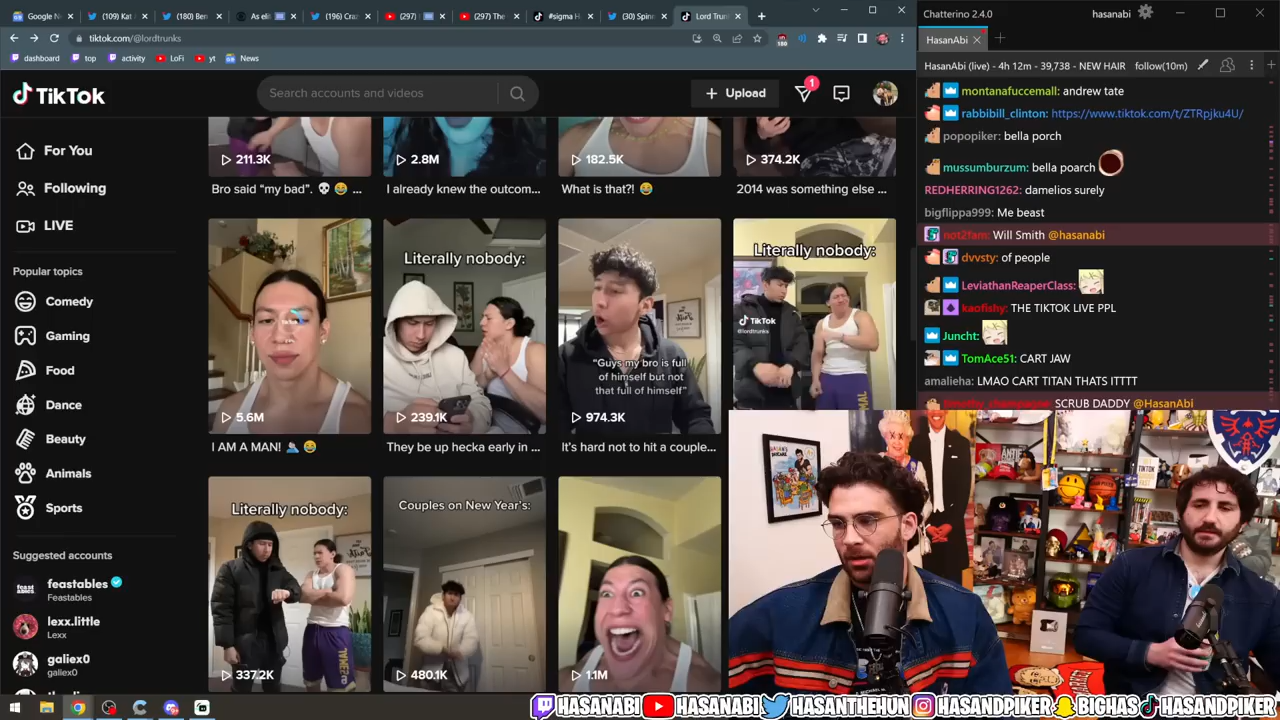 Google News
(109) Kat
(180) Ben
As eli
(196) Craz
(297)
(297) The
#sigma H
(30) Spinn
Lord Trun
tiktok.com/@lordtrunks
180
dashboard
top
activity
LoFi
yt
News
TikTok
Search accounts and videos
Upload
1
For You
Following
LIVE
Popular topics
Comedy
Gaming
Food
Dance
Beauty
Animals
Sports
Suggested accounts
feastables
Feastables
lexx.little
Lexx
galiex0
galiex0
211.3K
2.8M
182.5K
374.2K
Bro said “my bad”. 💀 😂 ...
I already knew the outcom...
What is that?! 😂
2014 was something else ...
5.6M
Literally nobody:
239.1K
“Guys my bro is full
of himself but not
that full of himself”
974.3K
Literally nobody:
TikTok
@lordtrunks
I AM A MAN!
They be up hecka early in ...
It’s hard not to hit a couple...
Literally nobody:
337.2K
Couples on New Year's:
480.1K
1.1M
Chatterino 2.4.0
hasanabi
HasanAbi
HasanAbi (live) - 4h 12m - 39,738 - NEW HAIR
follow(10m)
montanafuccemall: andrew tate
rabbibill_clinton: https://www.tiktok.com/t/ZTRpjku4U/
popopiker: bella porch
mussumburzum: bella poarch
REDHERRING1262: damelios surely
bigflippa999: Me beast
not2fam: Will Smith @hasanabi
dvvsty: of people
LeviathanReaperClass:
kaofishy: THE TIKTOK LIVE PPL
Juncht:
TomAce51: CART JAW
amalieha: LMAO CART TITAN THATS ITTTT
SCRUB DADDY @HasanAbi
HASANABI
HASANABI
HASANTHEHUN
HASANDPIKER
BIGHAS
HASANDPIKER